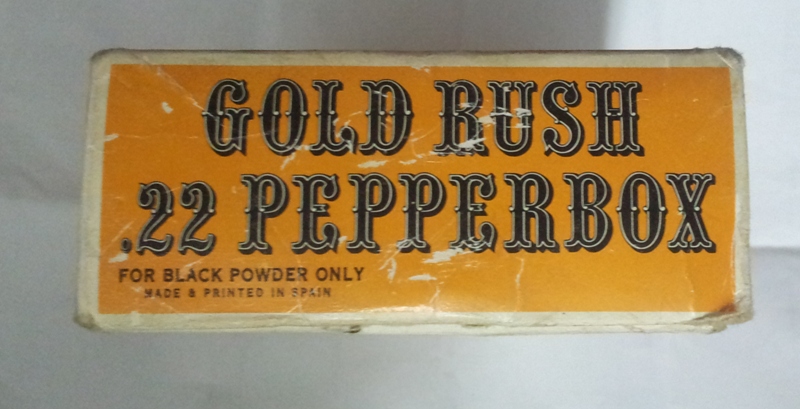 GOLD RUSH
.22 PEPPERBOX
FOR BLACK POWDER ONLY
MADE & PRINTED IN SPAIN